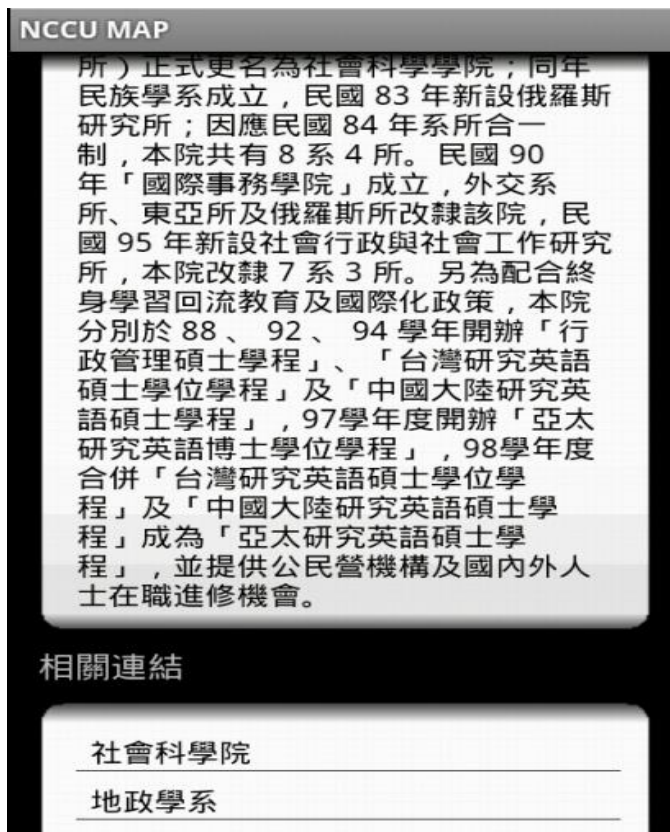 NCCU MAP
所）正式更名為社會科學學院；同年
民族學系成立，民國 83 年新設俄羅斯
研究所；因應民國 84 年系所合一
制，本院共有 8 系 4 所。民國 90
年「國際事務學院」成立，外交系
所、東亞所及俄羅斯所改隸該院，民
國 95 年新設社會行政與社會工作研究
所，本院改隸 7 系 3 所。另為配合終
身學習回流教育及國際化政策，本院
分別於 88 、 92 、 94 學年開辦「行
政管理碩士學程」、「台灣研究英語
碩士學位學程」及「中國大陸研究英
語碩士學程」，97學年度開辦「亞太
研究英語博士學位學程」，98學年度
合併「台灣研究英語碩士學位學
程」及「中國大陸研究英語碩士學
程」成為「亞太研究英語碩士學
程」，並提供公民營機構及國內外人
士在職進修機會。
相關連結
社會科學院
地政學系